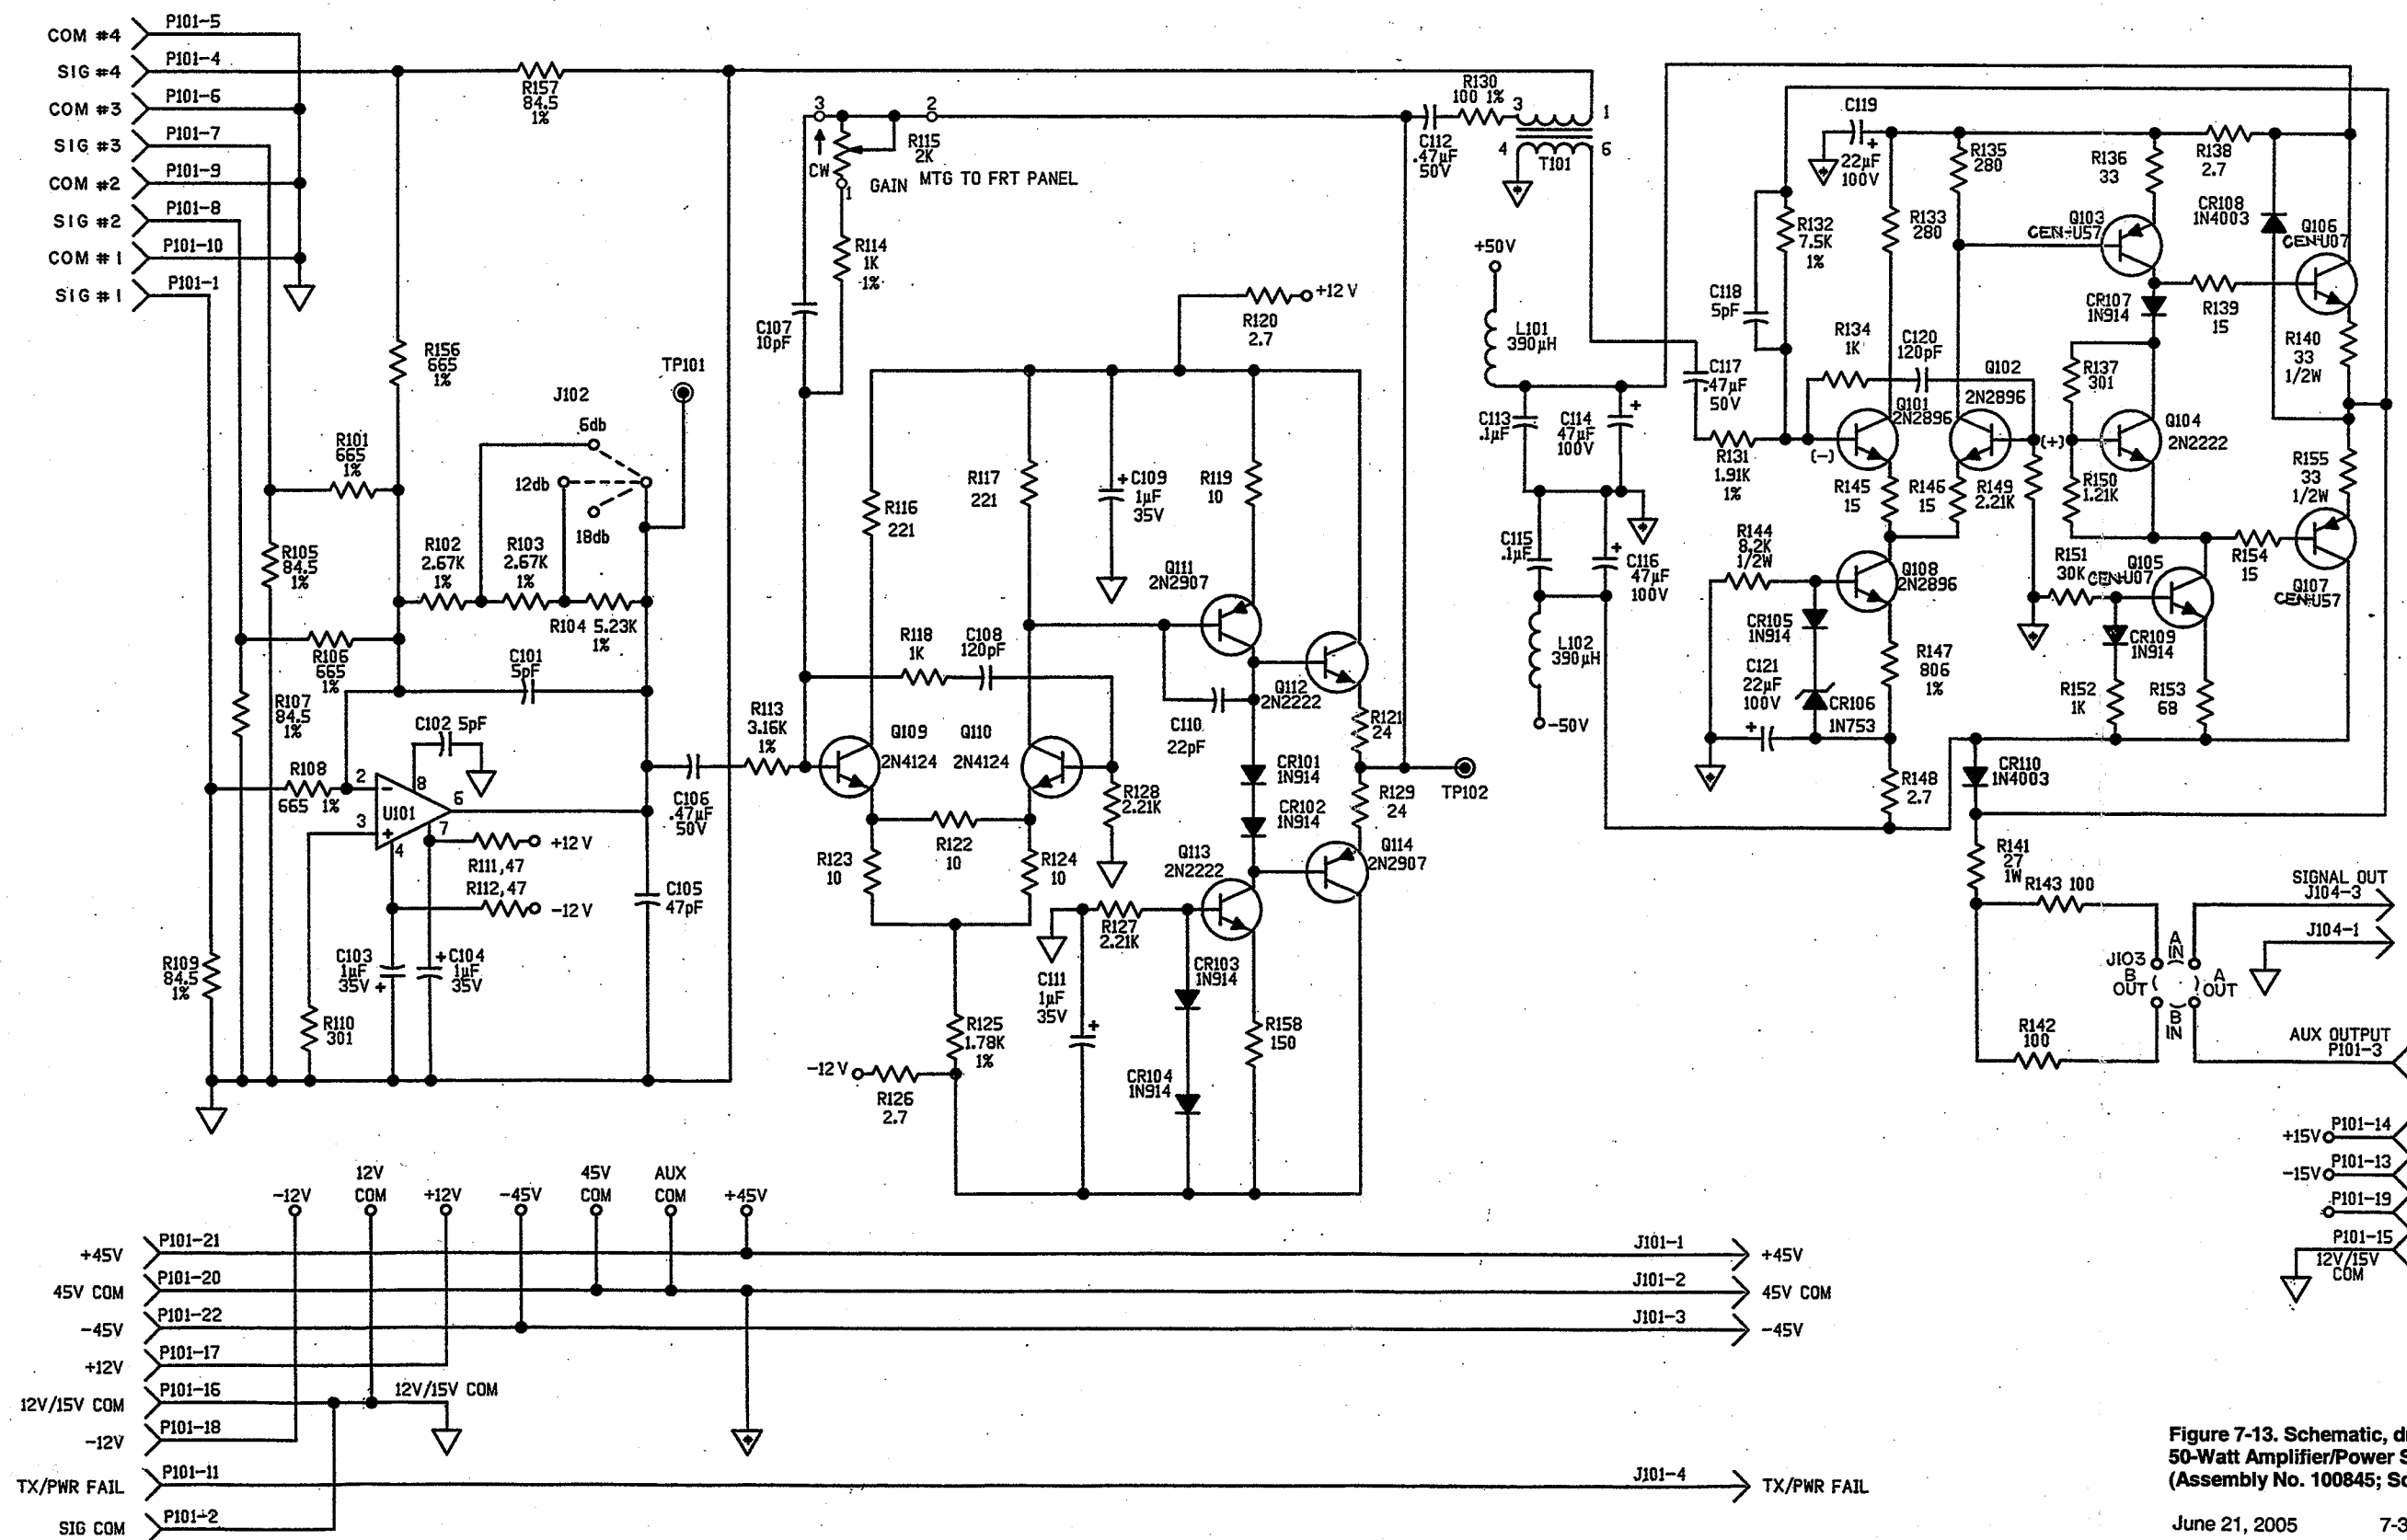 COM #4
P101-5
SIG #4
P101-4
COM #3
P101-6
SIG #3
P101-7
COM #2
P101-9
SIG #2
P101-8
COM #1
P101-10
SIG #1
P101-1
R157
84.5
1%
R156
665
1%
R101
665
1%
R105
84.5
1%
R102
2.67K
1%
R103
2.67K
1%
R104 5.23K
1%
J102
6db
12db
18db
TP101
R106
665
1%
R107
84.5
1%
C101
5pF
C102 5pF
R108
665 1%
2
3
8
6
7
4
-
+
U101
+12 V
R111,47
R112,47
-12 V
C103
1µF
35V +
+ C104
1µF
35V
C105
47pF
R109
84.5
1%
R110
301
C106
.47µF
50V
R113
3.16K
1%
3
2
CW
1
R115
2K
GAIN MTG TO FRT PANEL
R114
1K
1%
C107
10pF
+12 V
R120
2.7
R116
221
R117
221
+ C109
1µF
35V
R119
10
Q111
2N2907
R118
1K
C108
120pF
Q109
2N4124
Q110
2N4124
C110
22pF
Q112
2N2222
R121
24
CR101
1N914
CR102
1N914
R128
2.21K
R129
24
TP102
R123
10
R122
10
R124
10
Q113
2N2222
Q114
2N2907
R127
2.21K
C111
1µF
35V
+
CR103
1N914
R125
1.78K
1%
R158
150
-12 V
R126
2.7
CR104
1N914
C112
.47µF
50V
R130
100 1%
3
1
4
6
T101
+50V
L101
390µH
C113
.1µF
C114
47µF
100V
+
C115
.1µF
C116
47µF
100V
+
L102
390µH
-50V
C117
.47µF
50V
R131
1.91K
1%
C118
5pF
R132
7.5K
1%
C119
+
22µF
100V
R133
280
R135
280
R136
33
R138
2.7
CR108
1N4003
Q103
CEN-U57
Q106
CEN-U07
CR107
1N914
R139
15
R140
33
1/2W
R134
1K
C120
120pF
Q102
2N2896
R137
301
Q101
2N2896
(-)
(+)
Q104
2N2222
R145
15
R146
15
R149
2.21K
R150
1.21K
R155
33
1/2W
R144
8.2K
1/2W
Q108
2N2896
R151
30K
Q105
CEN-U07
R154
15
Q107
CEN-U57
CR105
1N914
C121
22µF
100V
+
CR106
1N753
R147
806
1%
CR109
1N914
R152
1K
R153
68
R148
2.7
CR110
1N4003
R141
27
1W
R143 100
SIGNAL OUT
J104-3
J104-1
A
IN
J103
B
OUT
A
OUT
B
IN
R142
100
AUX OUTPUT
P101-3
+15V P101-14
-15V P101-13
P101-19
P101-15
12V/15V
COM
-12V
12V
COM
+12V
-45V
45V
COM
AUX
COM
+45V
+45V P101-21 J101-1 +45V
45V COM P101-20 J101-2 45V COM
-45V P101-22 J101-3 -45V
+12V P101-17
12V/15V COM P101-16 12V/15V COM
-12V P101-18
TX/PWR FAIL P101-11 J101-4 TX/PWR FAIL
SIG COM P101-2
Figure 7-13. Schematic,
50-Watt Amplifier/Power
(Assembly No. 100845;
June 21, 2005 7-3